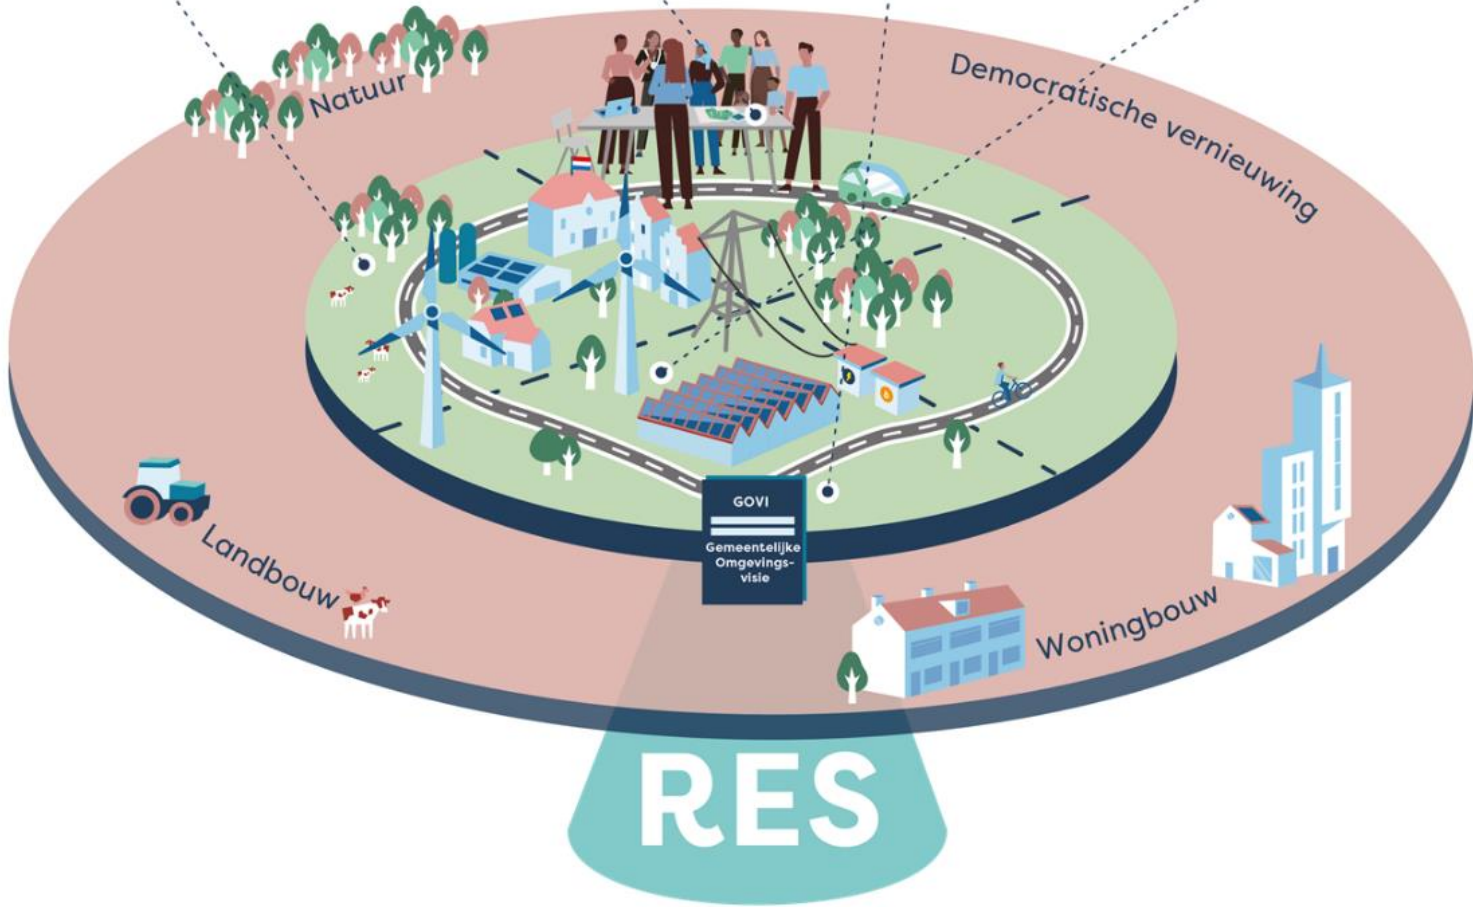 Natuur
Democratische vernieuwing
GOVI
Gemeentelijke
Omgevings-
visie
Landbouw
Woningbouw
RES